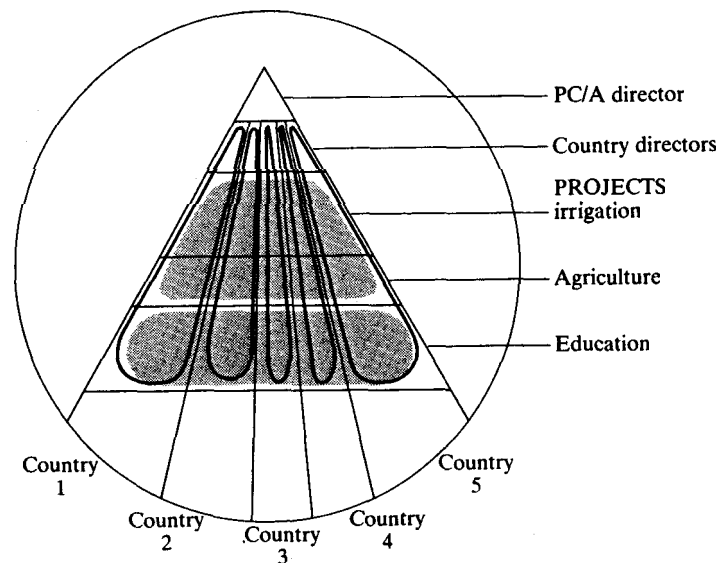 PC/A director
Country directors
PROJECTS
irrigation
Agriculture
Education
Country
1
Country
2
Country
3
Country
4
Country
5